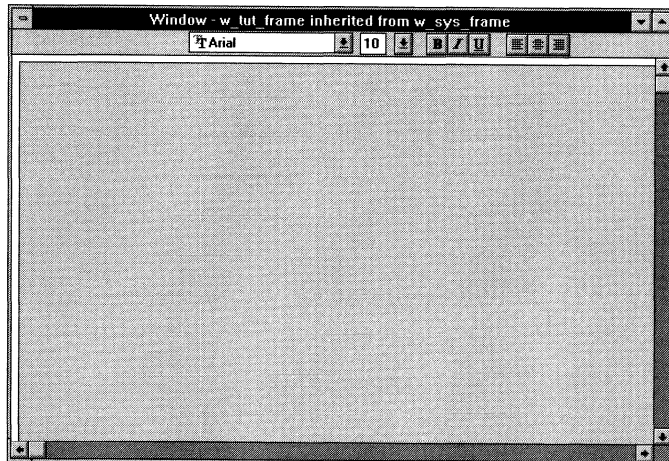 Window - w_tut_frame inherited from w_sys_frame
Arial 10 B I U